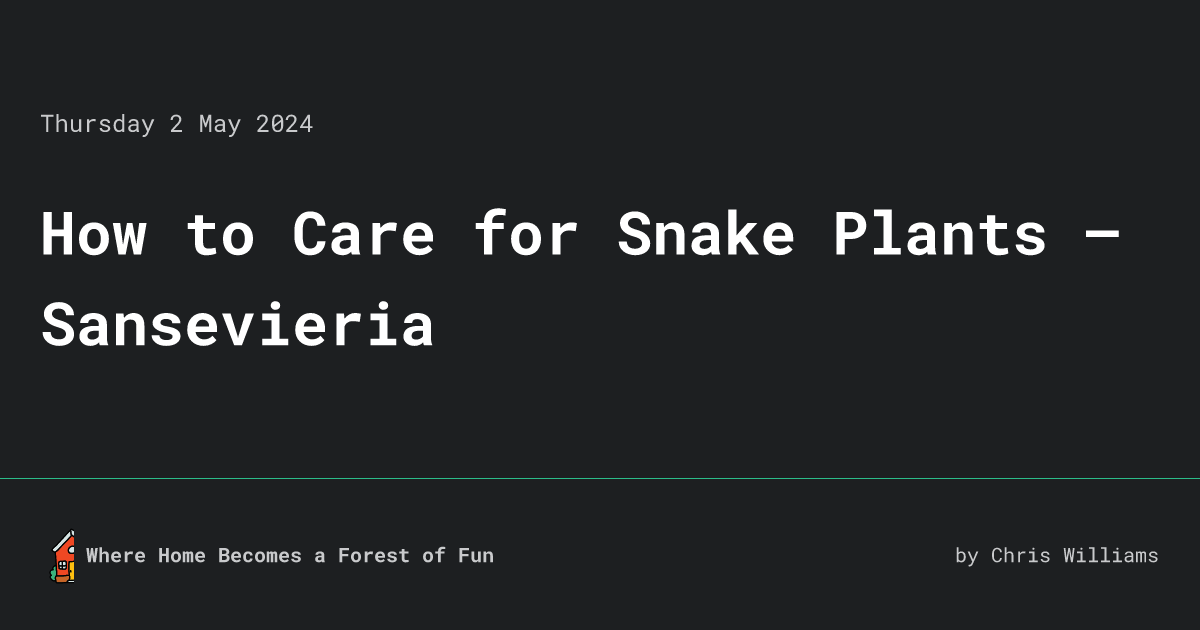 Thursday 2 May 2024
How to Care for Snake Plants –
Sansevieria
Where Home Becomes a Forest of Fun
by Chris Williams